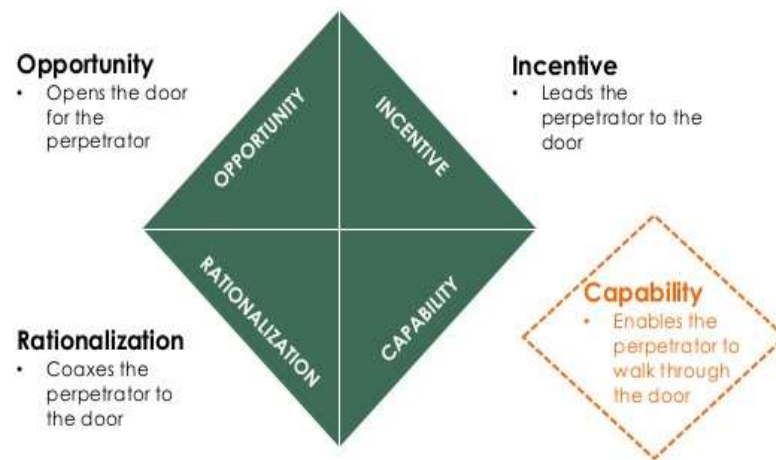 Opportunity
• Opens the door
for the
perpetrator
OPPORTUNITY
INCENTIVE
Incentive
• Leads the
perpetrator to the
door
Rationalization
• Coaxes the
perpetrator to
the door
RATIONALIZATION
CAPABILITY
Capability
• Enables the
perpetrator to
walk through
the door